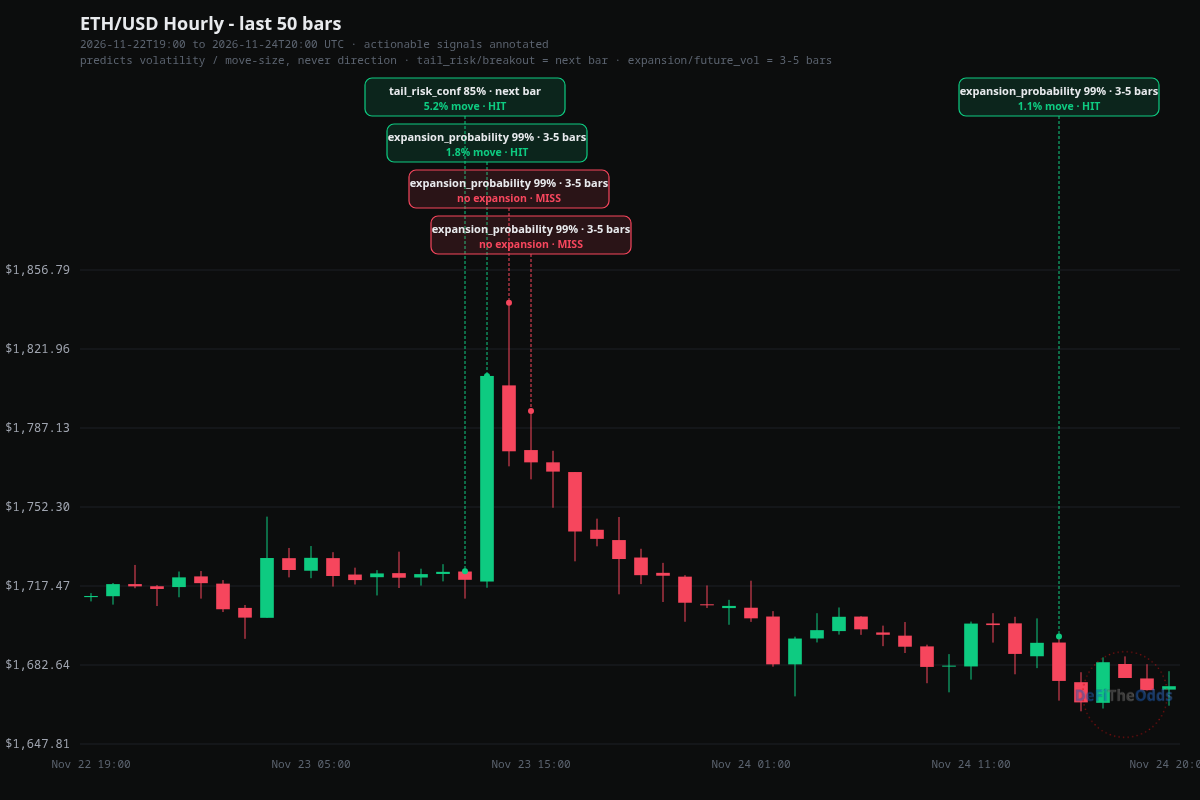 ETH/USD Hourly - last 50 bars
2026-11-22T19:00 to 2026-11-24T20:00 UTC · actionable signals annotated
predicts volatility / move-size, never direction · tail_risk/breakout = next bar · expansion/future_vol = 3-5 bars
tail_risk_conf 85% · next bar
5.2% move · HIT
expansion_probability 99% · 3-5 bars
1.1% move · HIT
expansion_probability 99% · 3-5 bars
1.8% move · HIT
expansion_probability 99% · 3-5 bars
no expansion · MISS
expansion_probability 99% · 3-5 bars
no expansion · MISS
$1,856.79
$1,821.96
$1,787.13
$1,752.30
$1,717.47
$1,682.64
DeFiTheOdds
$1,647.81
Nov 22 19:00 Nov 23 05:00 Nov 23 15:00 Nov 24 01:00 Nov 24 11:00 Nov 24 20:0